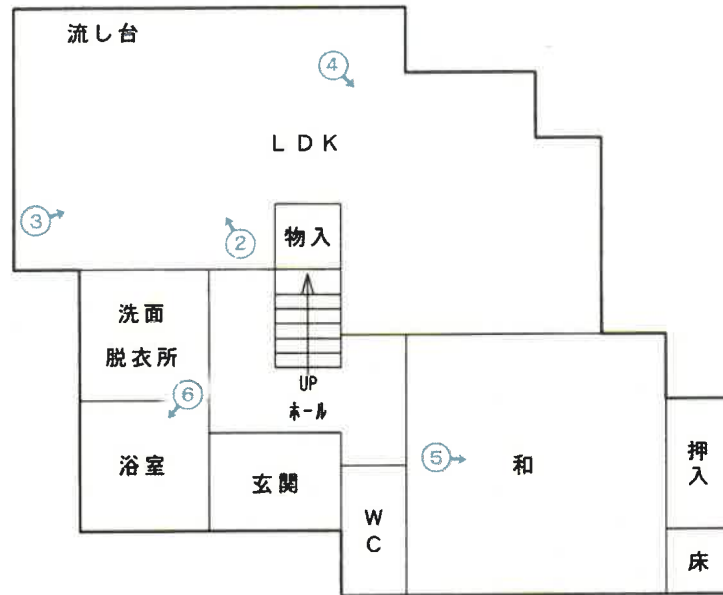 流し台
④
LDK
③
②
物入
洗面
脱衣所
UP
ホール
⑥
浴室
玄関
WC
⑤
和
押入
床